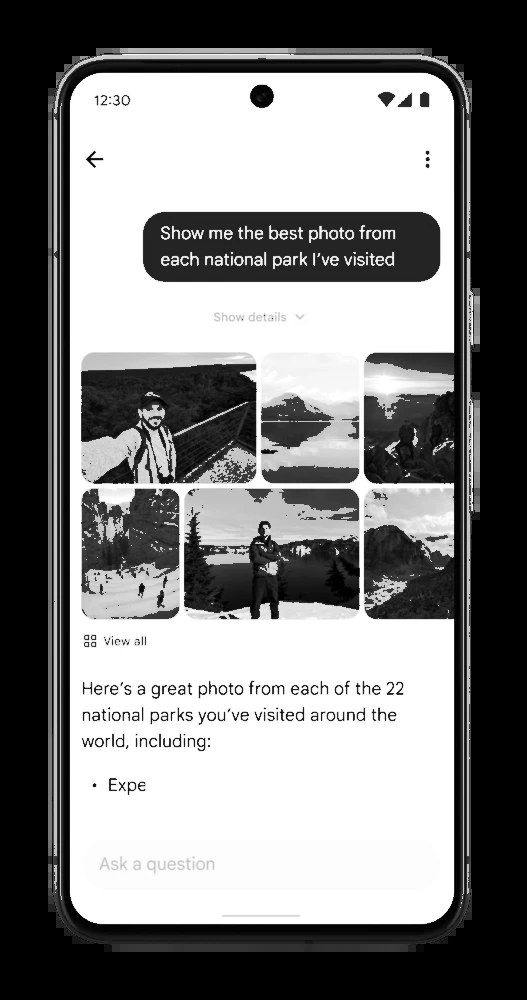 12:30
Show me the best photo from
each national park I've visited
Show details
View all
Here's a great photo from each of the 22
national parks you've visited around the
world, including:
• Expe
Ask a question